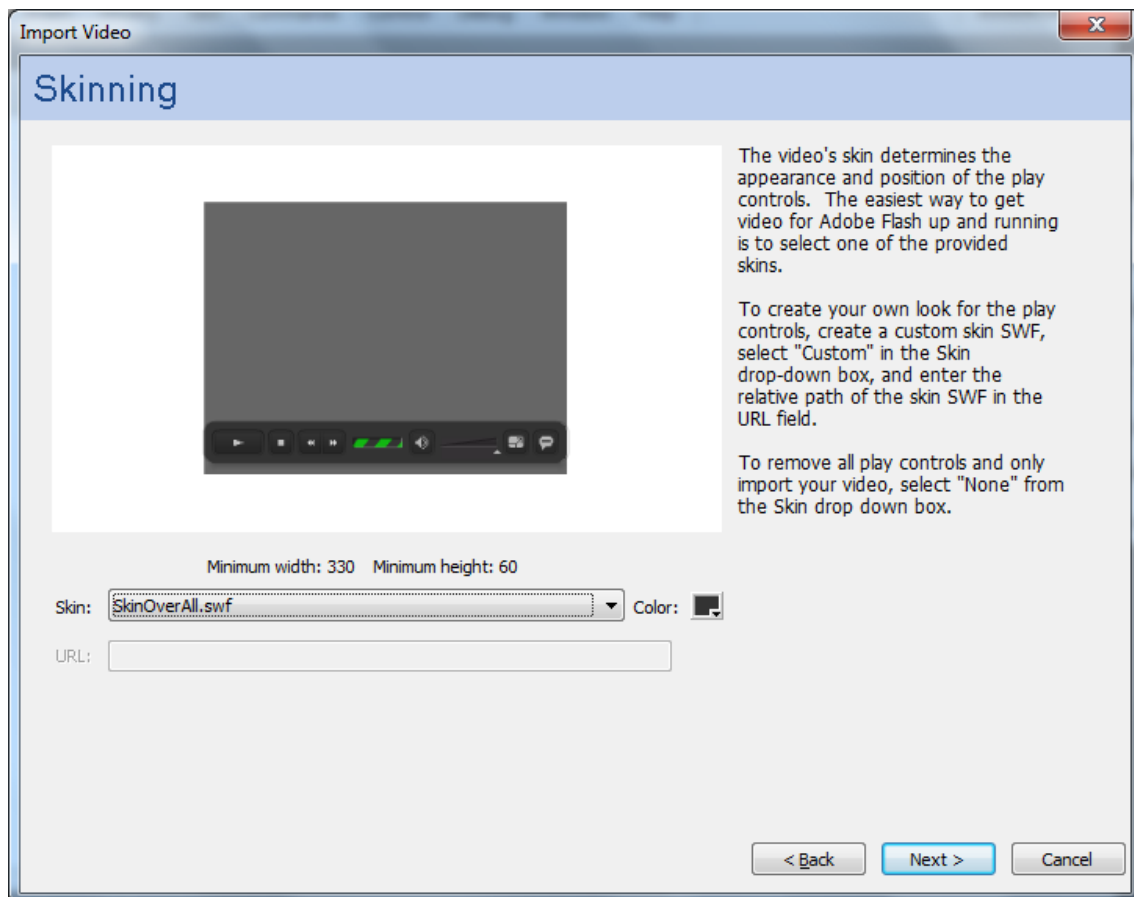 Import Video
Skinning
The video's skin determines the
appearance and position of the play
controls.  The easiest way to get
video for Adobe Flash up and running
is to select one of the provided
skins.
To create your own look for the play
controls, create a custom skin SWF,
select "Custom" in the Skin
drop-down box, and enter the
relative path of the skin SWF in the
URL field.
To remove all play controls and only
import your video, select "None" from
the Skin drop down box.
Minimum width: 330 Minimum height: 60
Skin: SkinOverAll.swf Color:
URL:
< Back Next > Cancel